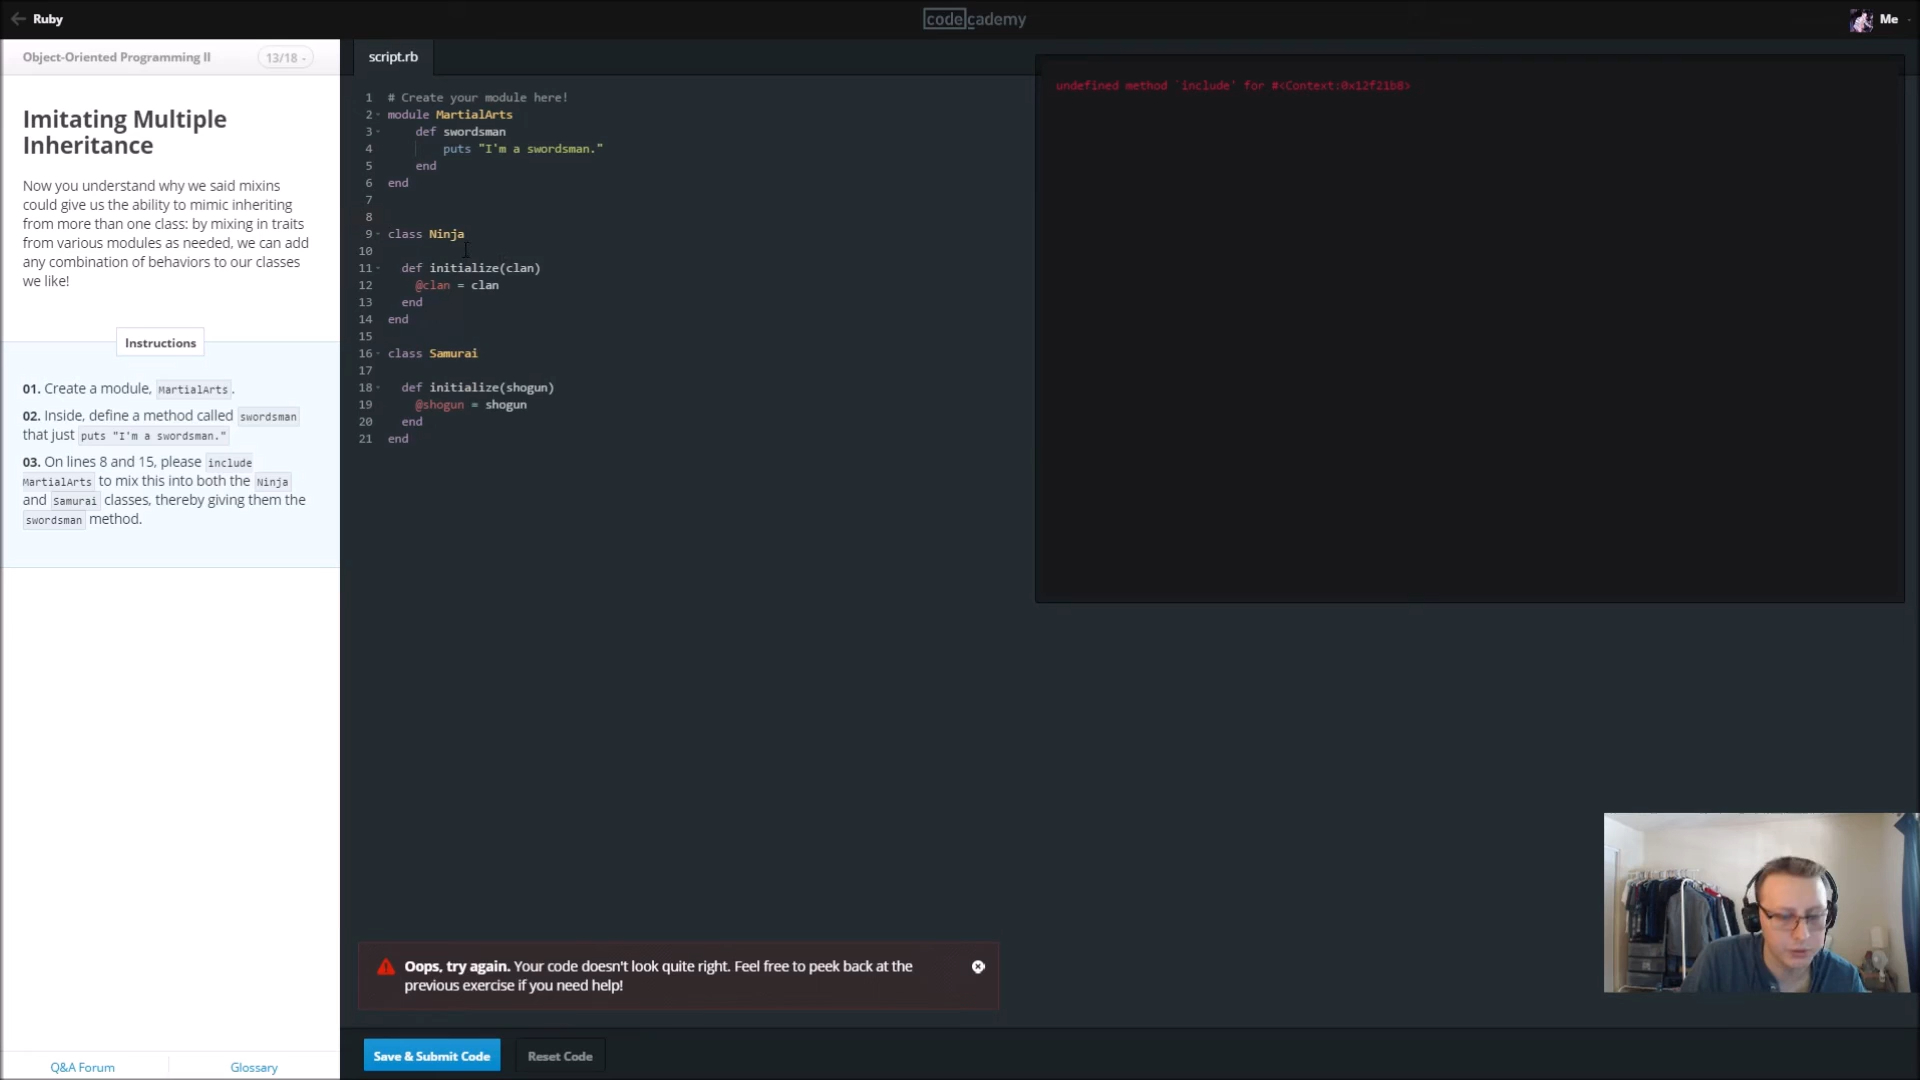 Ruby
codecademy
Me
Object-Oriented Programming II
13/18
script.rb
Imitating Multiple
Inheritance
Now you understand why we said mixins
could give us the ability to mimic inheriting
from more than one class: by mixing in traits
from various modules as needed, we can add
any combination of behaviors to our classes
we like!
Instructions
01. Create a module, MartialArts.
02. Inside, define a method called swordsman
that just puts "I'm a swordsman."
03. On lines 8 and 15, please include
MartialArts to mix this into both the Ninja
and Samurai classes, thereby giving them the
swordsman method.
Q&A Forum
Glossary
1 # Create your module here!
2 module MartialArts
3 def swordsman
4 puts "I'm a swordsman."
5 end
6 end
7
8
9 class Ninja
10
11 def initialize(clan)
12 @clan = clan
13 end
14 end
15
16 class Samurai
17
18 def initialize(shogun)
19 @shogun = shogun
20 end
21 end
undefined method `include' for #<Context:0x12f21b8>
Oops, try again. Your code doesn't look quite right. Feel free to peek back at the
previous exercise if you need help!
Save & Submit Code
Reset Code